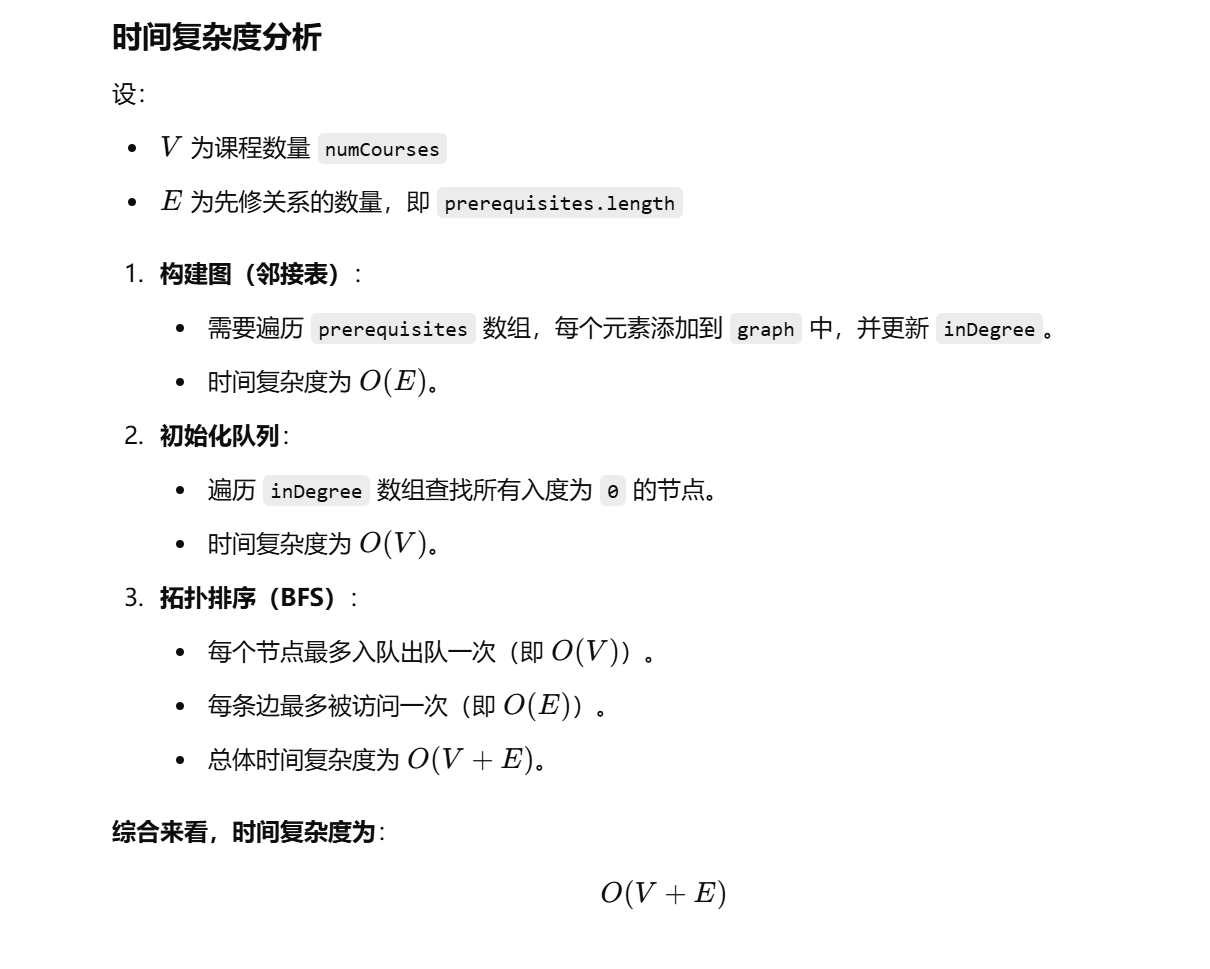 时间复杂度分析
设：
• V 为课程数量 numCourses
• E 为先修关系的数量，即 prerequisites.length
1. 构建图（邻接表）：
• 需要遍历 prerequisites 数组，每个元素添加到 graph 中，并更新 inDegree。
• 时间复杂度为 O(E)。
2. 初始化队列：
• 遍历 inDegree 数组查找所有入度为 0 的节点。
• 时间复杂度为 O(V)。
3. 拓扑排序（BFS）：
• 每个节点最多入队出队一次（即 O(V)）。
• 每条边最多被访问一次（即 O(E)）。
• 总体时间复杂度为 O(V + E)。
综合来看，时间复杂度为：
O(V + E)